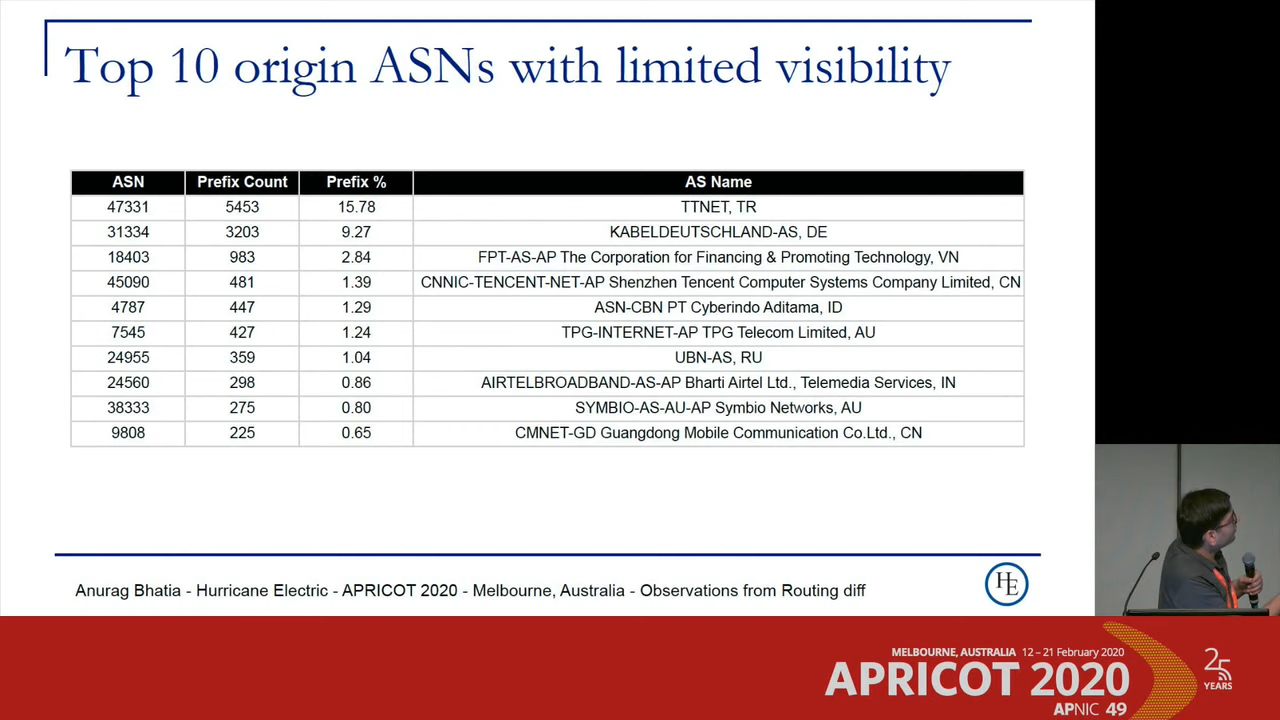 Top 10 origin ASNs with limited visibility
ASN Prefix Count Prefix % AS Name
47331 5453 15.78 TTNET, TR
31334 3203 9.27 KABELDEUTSCHLAND-AS, DE
18403 983 2.84 FPT-AS-AP The Corporation for Financing & Promoting Technology, VN
45090 481 1.39 CNNIC-TENCENT-NET-AP Shenzhen Tencent Computer Systems Company Limited, CN
4787 447 1.29 ASN-CBN PT Cyberindo Aditama, ID
7545 427 1.24 TPG-INTERNET-AP TPG Telecom Limited, AU
24955 359 1.04 UBN-AS, RU
24560 298 0.86 AIRTELBROADBAND-AS-AP Bharti Airtel Ltd., Telemedia Services, IN
38333 275 0.80 SYMBIO-AS-AU-AP Symbio Networks, AU
9808 225 0.65 CMNET-GD Guangdong Mobile Communication Co.Ltd., CN
Anurag Bhatia - Hurricane Electric - APRICOT 2020 - Melbourne, Australia - Observations from Routing diff
HE
MELBOURNE, AUSTRALIA 12 – 21 February 2020
APRICOT 2020
APNIC 49
25
YEARS